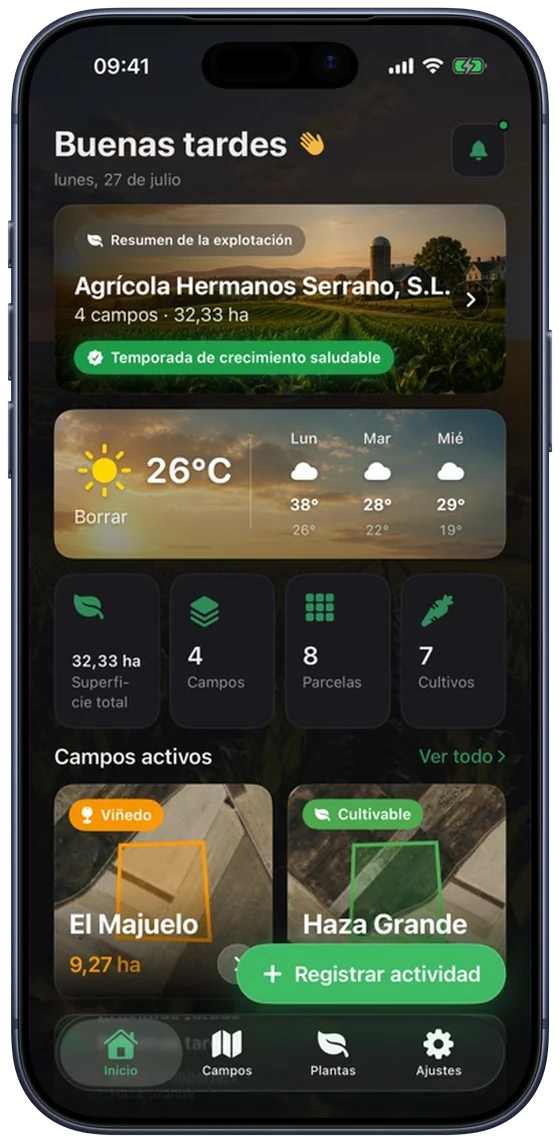 09:41
Buenas tardes 👋
lunes, 27 de julio
Resumen de la explotación
Agrícola Hermanos Serrano, S.L.
4 campos · 32,33 ha
Temporada de crecimiento saludable
26°C
Borrar
Lun Mar Mié
38° 28° 29°
26° 22° 19°
32,33 ha
Superfi-
cie total
4
Campos
8
Parcelas
7
Cultivos
Campos activos
Ver todo
Viñedo
El Majuelo
9,27 ha
Cultivable
Haza Grande
+ Registrar actividad
Inicio
Campos
Plantas
Ajustes